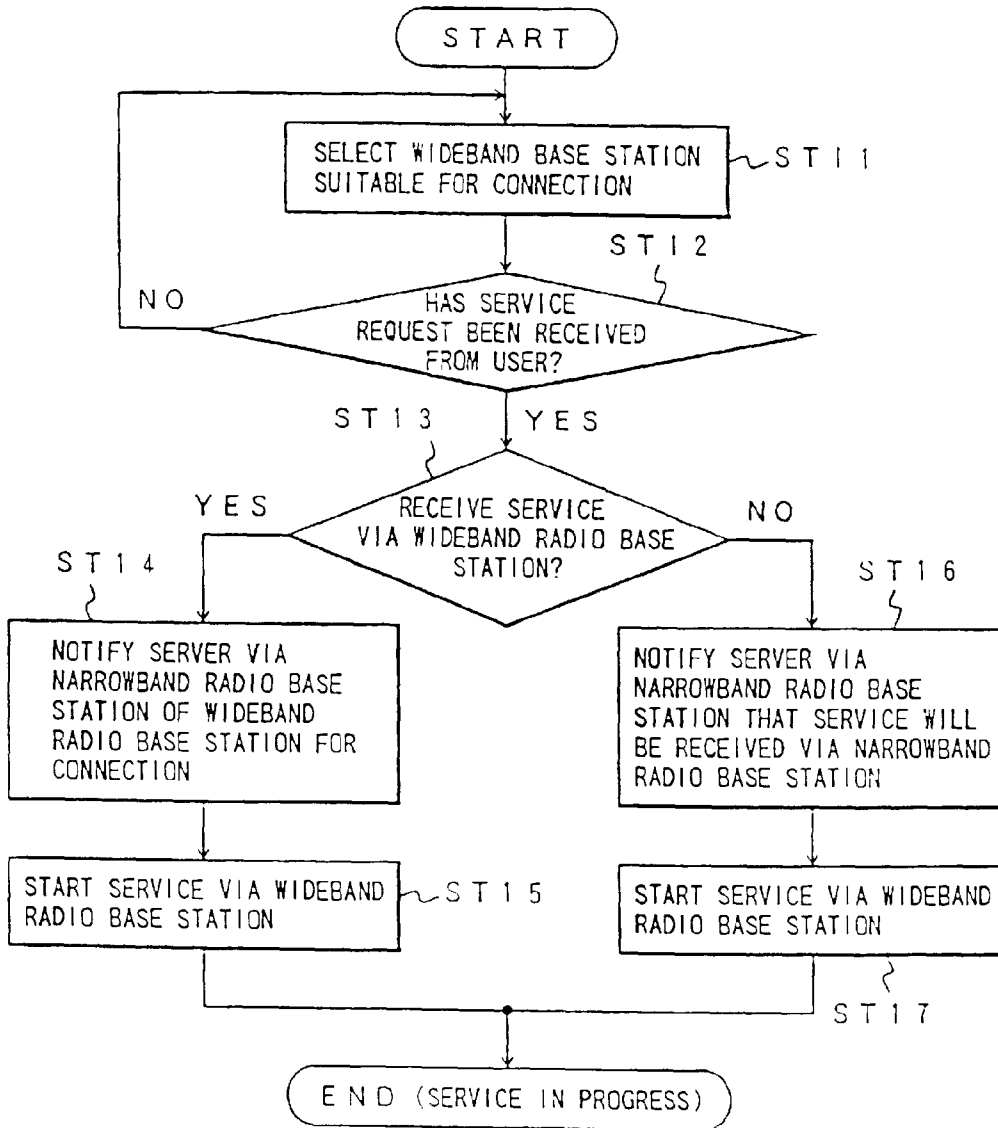 START
SELECT WIDEBAND BASE STATION
SUITABLE FOR CONNECTION
ST11
ST12
NO
HAS SERVICE
REQUEST BEEN RECEIVED
FROM USER?
ST13
YES
YES
RECEIVE SERVICE
VIA WIDEBAND RADIO BASE
STATION?
NO
ST14
ST16
NOTIFY SERVER VIA
NARROWBAND RADIO BASE
STATION OF WIDEBAND
RADIO BASE STATION FOR
CONNECTION
NOTIFY SERVER VIA
NARROWBAND RADIO BASE
STATION THAT SERVICE WILL
BE RECEIVED VIA NARROWBAND
RADIO BASE STATION
START SERVICE VIA WIDEBAND
RADIO BASE STATION
ST15
START SERVICE VIA WIDEBAND
RADIO BASE STATION
ST17
END (SERVICE IN PROGRESS)